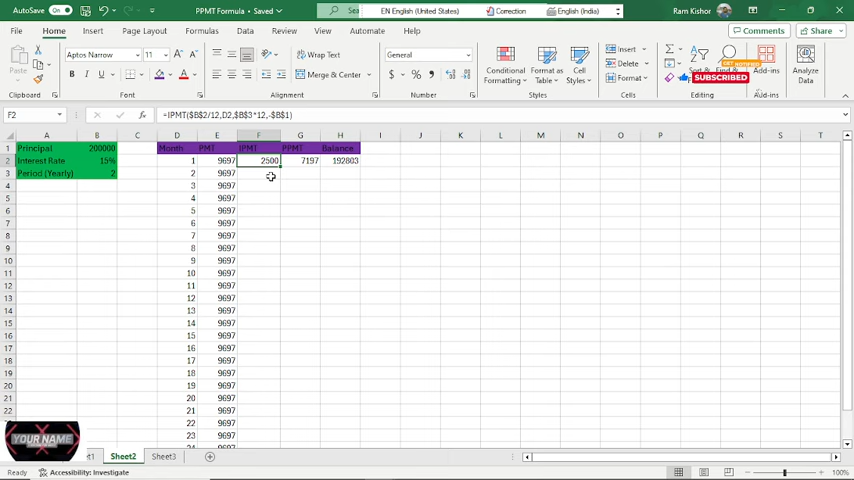 AutoSave On PPMT Formula • Saved EN English (United States) Correction English (India) Ram Kishor
File Home Insert Page Layout Formulas Data Review View Automate Help Comments Share
Paste Aptos Narrow 11 Wrap Text General Conditional Formatting Format as Table Cell Styles Insert Add-ins Analyze Data
B I U Merge & Center $ % Delete Format SUBSCRIBED
Clipboard Font Alignment Number Styles Cells Editing Add-ins
F2 fx =IPMT($B$2/12,D2,$B$3*12,-$B$1)
A B C D E F G H I J K L M N O P Q R S T
1 Principal 200000 Month PMT IPMT PPMT Balance
2 Interest Rate 15% 1 9697 2500 7197 192803
3 Period (Yearly) 2 2 9697
4 3 9697
5 4 9697
6 5 9697
7 6 9697
8 7 9697
9 8 9697
10 9 9697
11 10 9697
12 11 9697
13 12 9697
14 13 9697
15 14 9697
16 15 9697
17 16 9697
18 17 9697
19 18 9697
20 19 9697
21 20 9697
22 21 9697
22 9697
23 9697
24 9697
YOUR NAME
Sheet2 Sheet3
Ready Accessibility: Investigate 100%